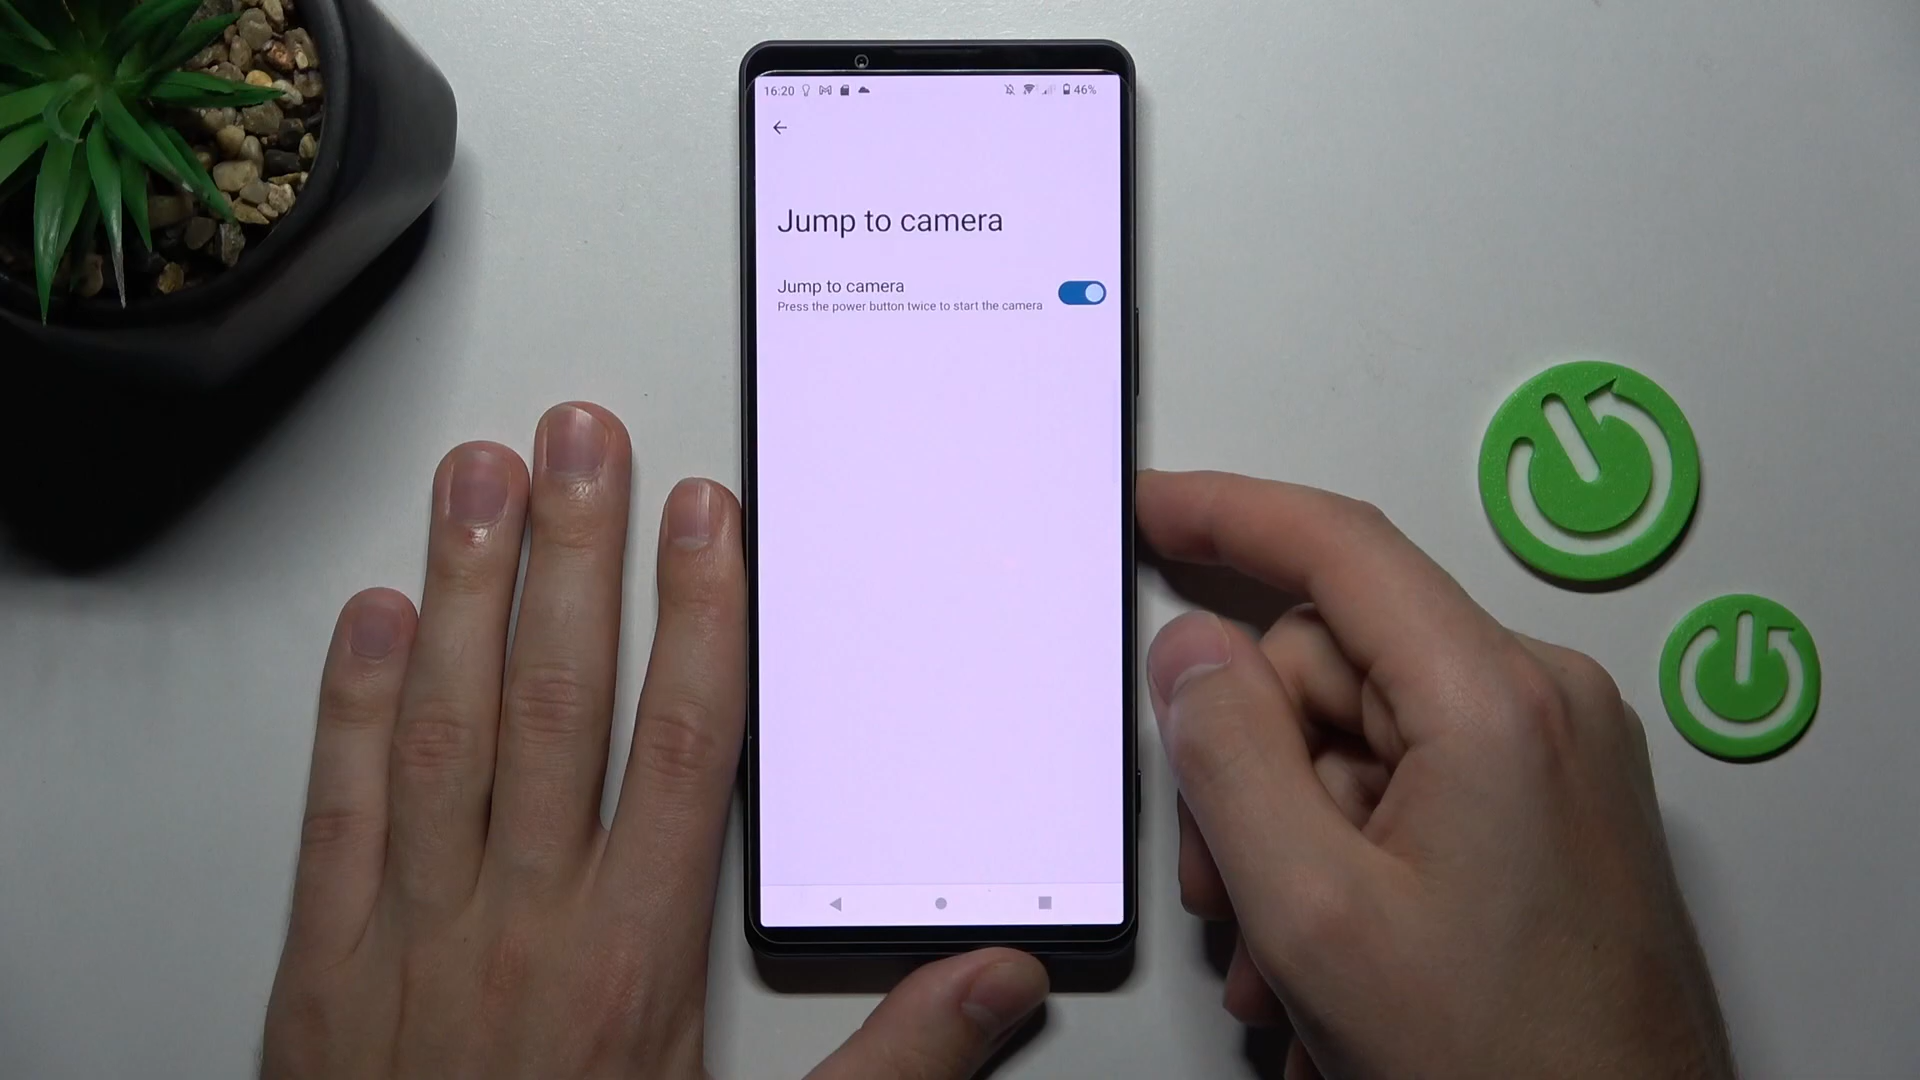 16:20 46%
Jump to camera
Jump to camera
Press the power button twice to start the camera